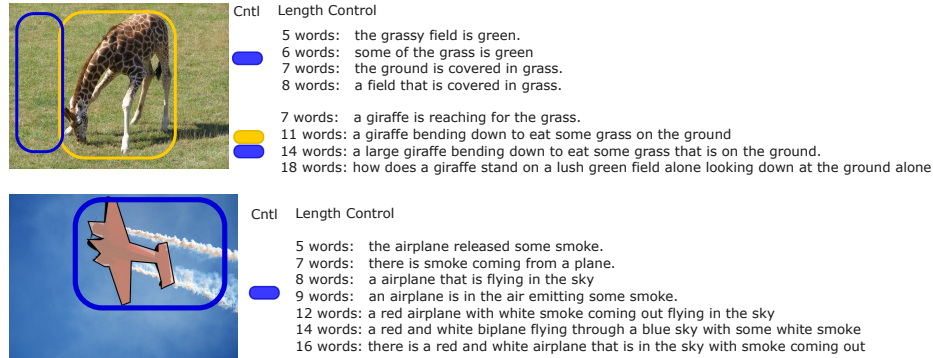 Cntl Length Control
5 words: the grassy field is green.
6 words: some of the grass is green
7 words: the ground is covered in grass.
8 words: a field that is covered in grass.
7 words: a giraffe is reaching for the grass.
11 words: a giraffe bending down to eat some grass on the ground
14 words: a large giraffe bending down to eat some grass that is on the ground.
18 words: how does a giraffe stand on a lush green field alone looking down at the ground alone
Cntl Length Control
5 words: the airplane released some smoke.
7 words: there is smoke coming from a plane.
8 words: a airplane that is flying in the sky
9 words: an airplane is in the air emitting some smoke.
12 words: a red airplane with white smoke coming out flying in the sky
14 words: a red and white biplane flying through a blue sky with some white smoke
16 words: there is a red and white airplane that is in the sky with smoke coming out